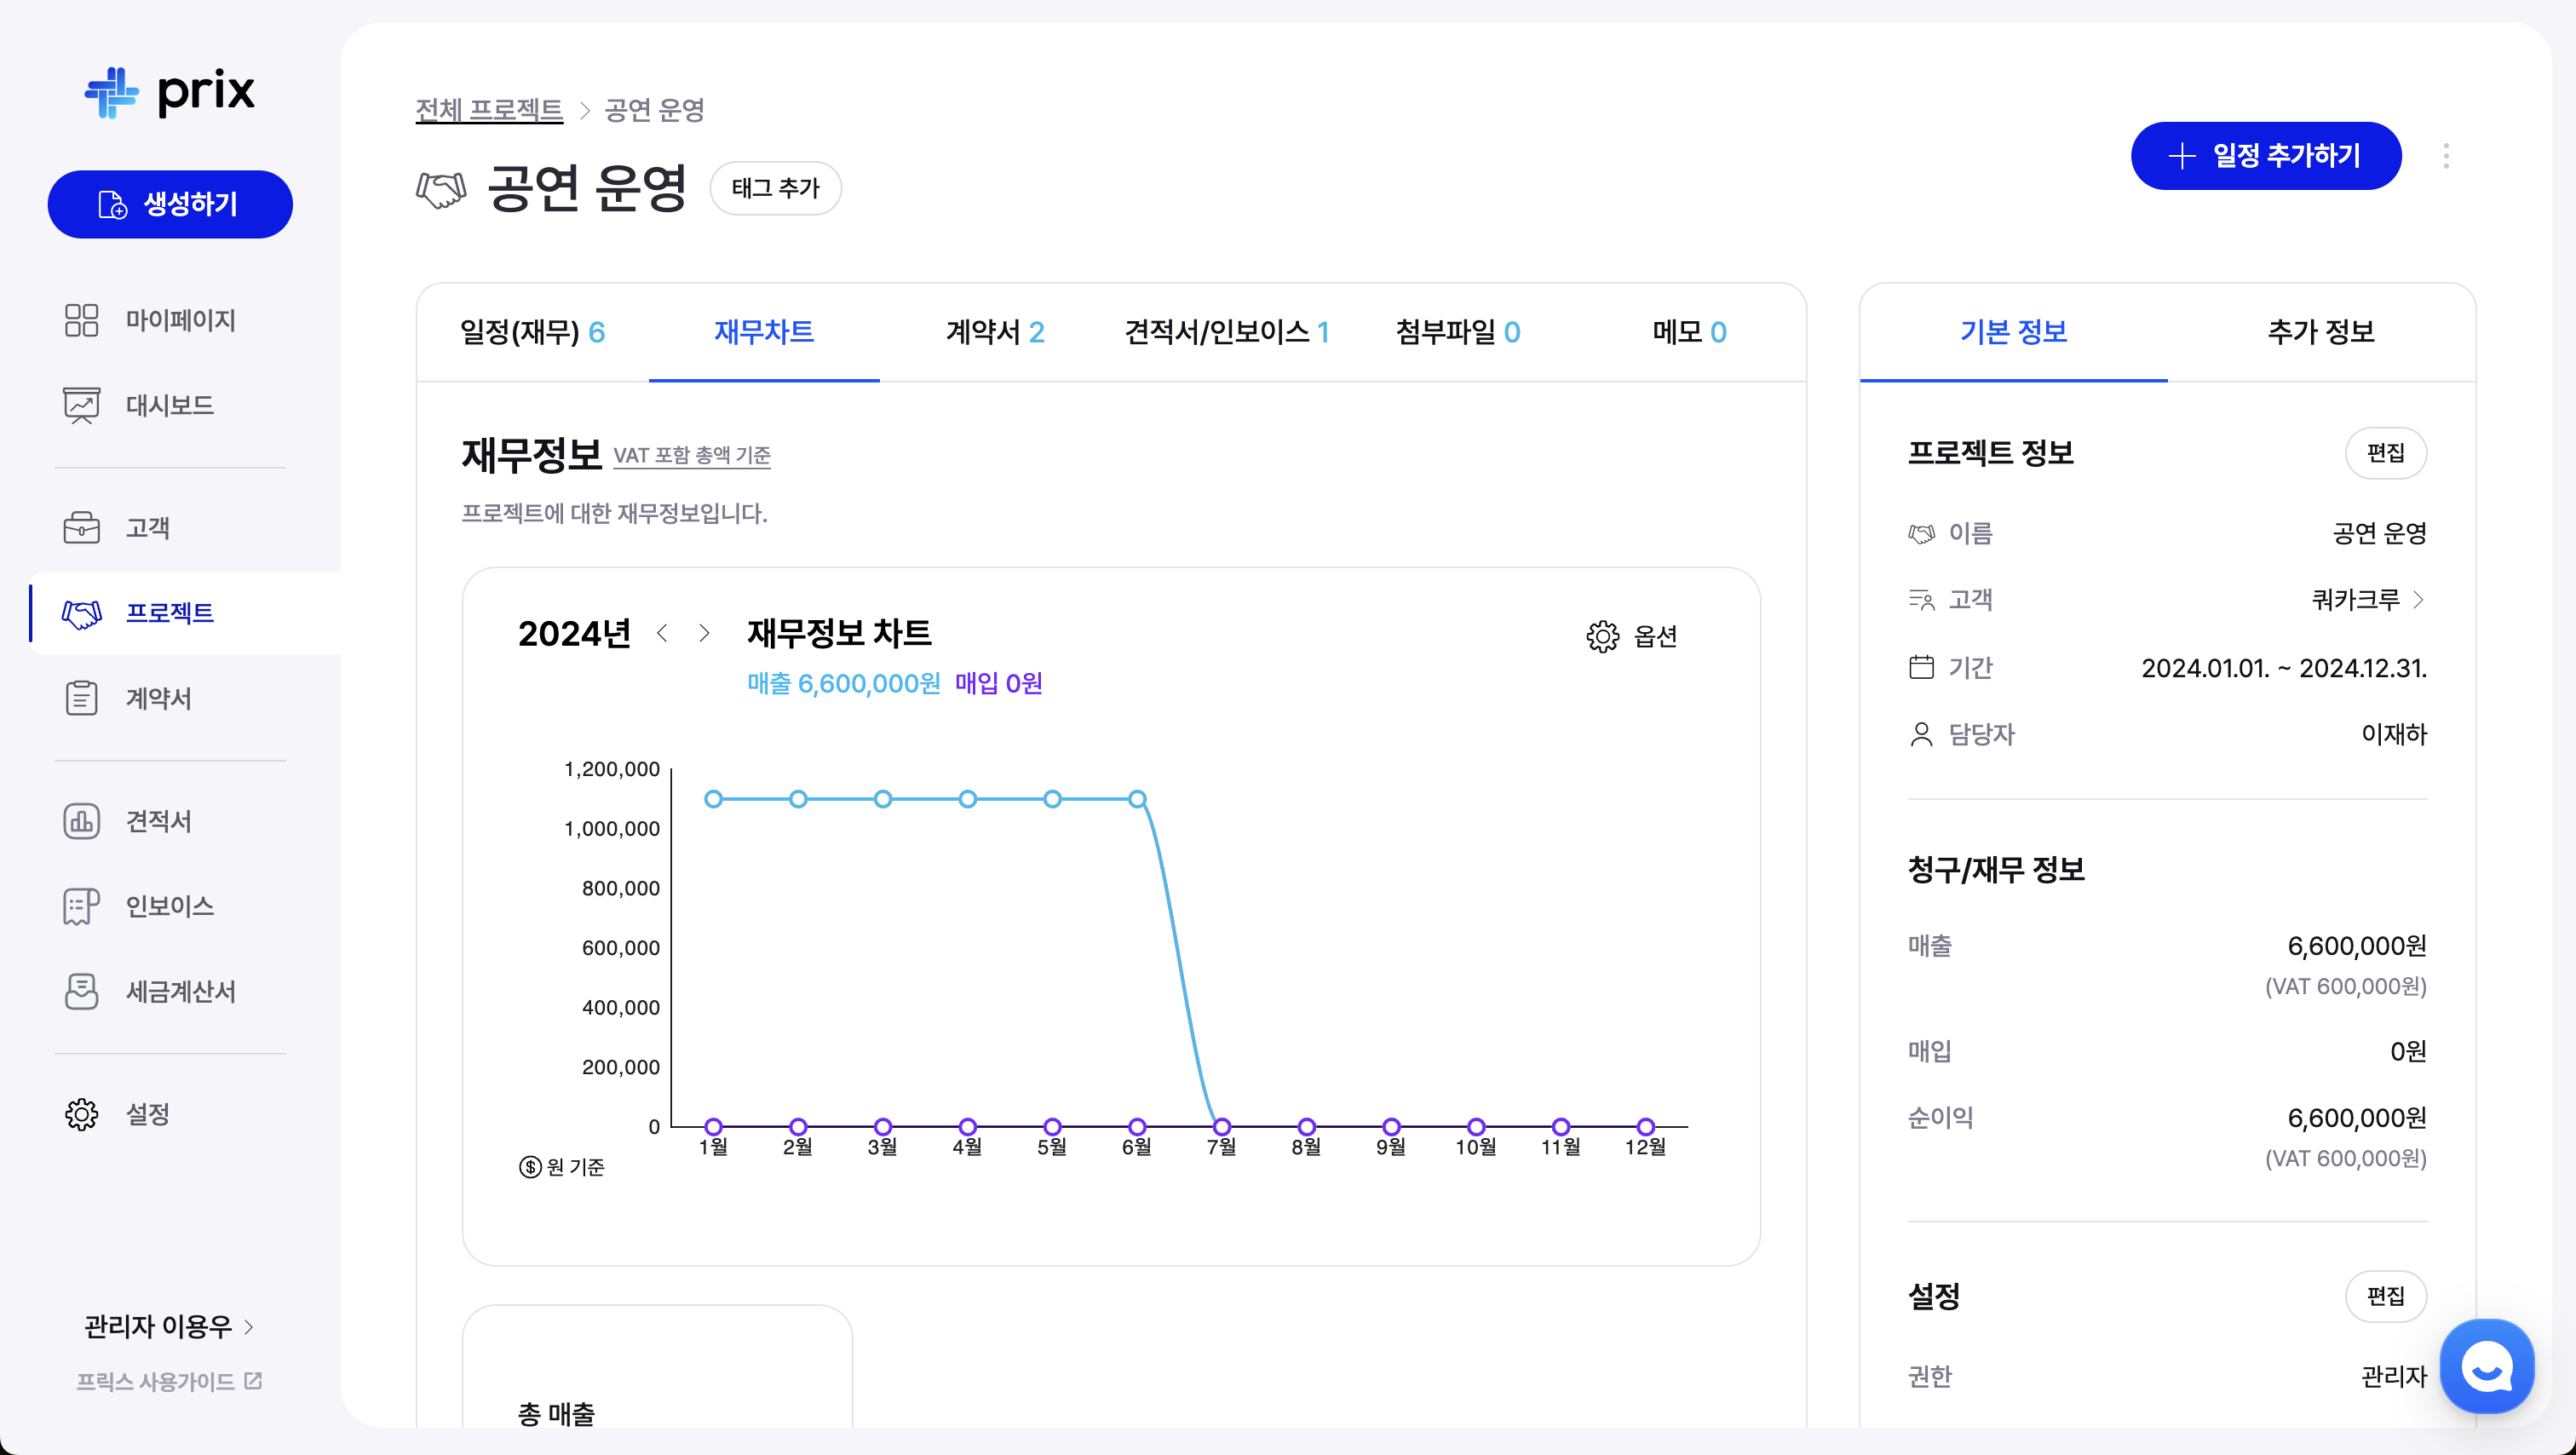 prix
생성하기
마이페이지
대시보드
고객
프로젝트
계약서
견적서
인보이스
세금계산서
설정
관리자 이용우
프릭스 사용가이드
전체 프로젝트 > 공연 운영
공연 운영 태그 추가
일정 추가하기
일정(재무) 6 재무차트 계약서 2 견적서/인보이스 1 첨부파일 0 메모 0
재무정보 VAT 포함 총액 기준
프로젝트에 대한 재무정보입니다.
2024년 < > 재무정보 차트 옵션
매출 6,600,000원 매입 0원
1,200,000
1,000,000
800,000
600,000
400,000
200,000
0
1월 2월 3월 4월 5월 6월 7월 8월 9월 10월 11월 12월
$ 원 기준
총 매출
기본 정보 추가 정보
프로젝트 정보 편집
이름 공연 운영
고객 쿼카크루 >
기간 2024.01.01. ~ 2024.12.31.
담당자 이재하
청구/재무 정보
매출 6,600,000원
(VAT 600,000원)
매입 0원
순이익 6,600,000원
(VAT 600,000원)
설정 편집
권한 관리자